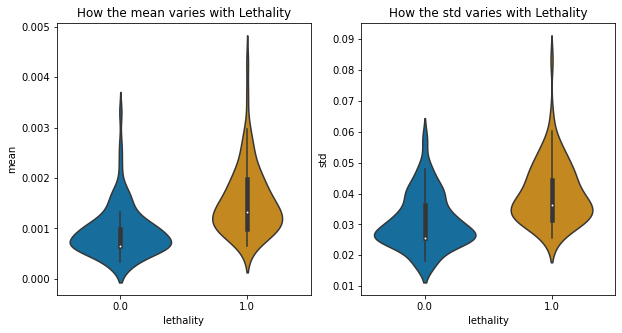 How the mean varies with Lethality
mean
0.005
0.004
0.003
0.002
0.001
0.000
0.0 1.0
lethality
How the std varies with Lethality
std
0.09
0.08
0.07
0.06
0.05
0.04
0.03
0.02
0.01
0.0 1.0
lethality